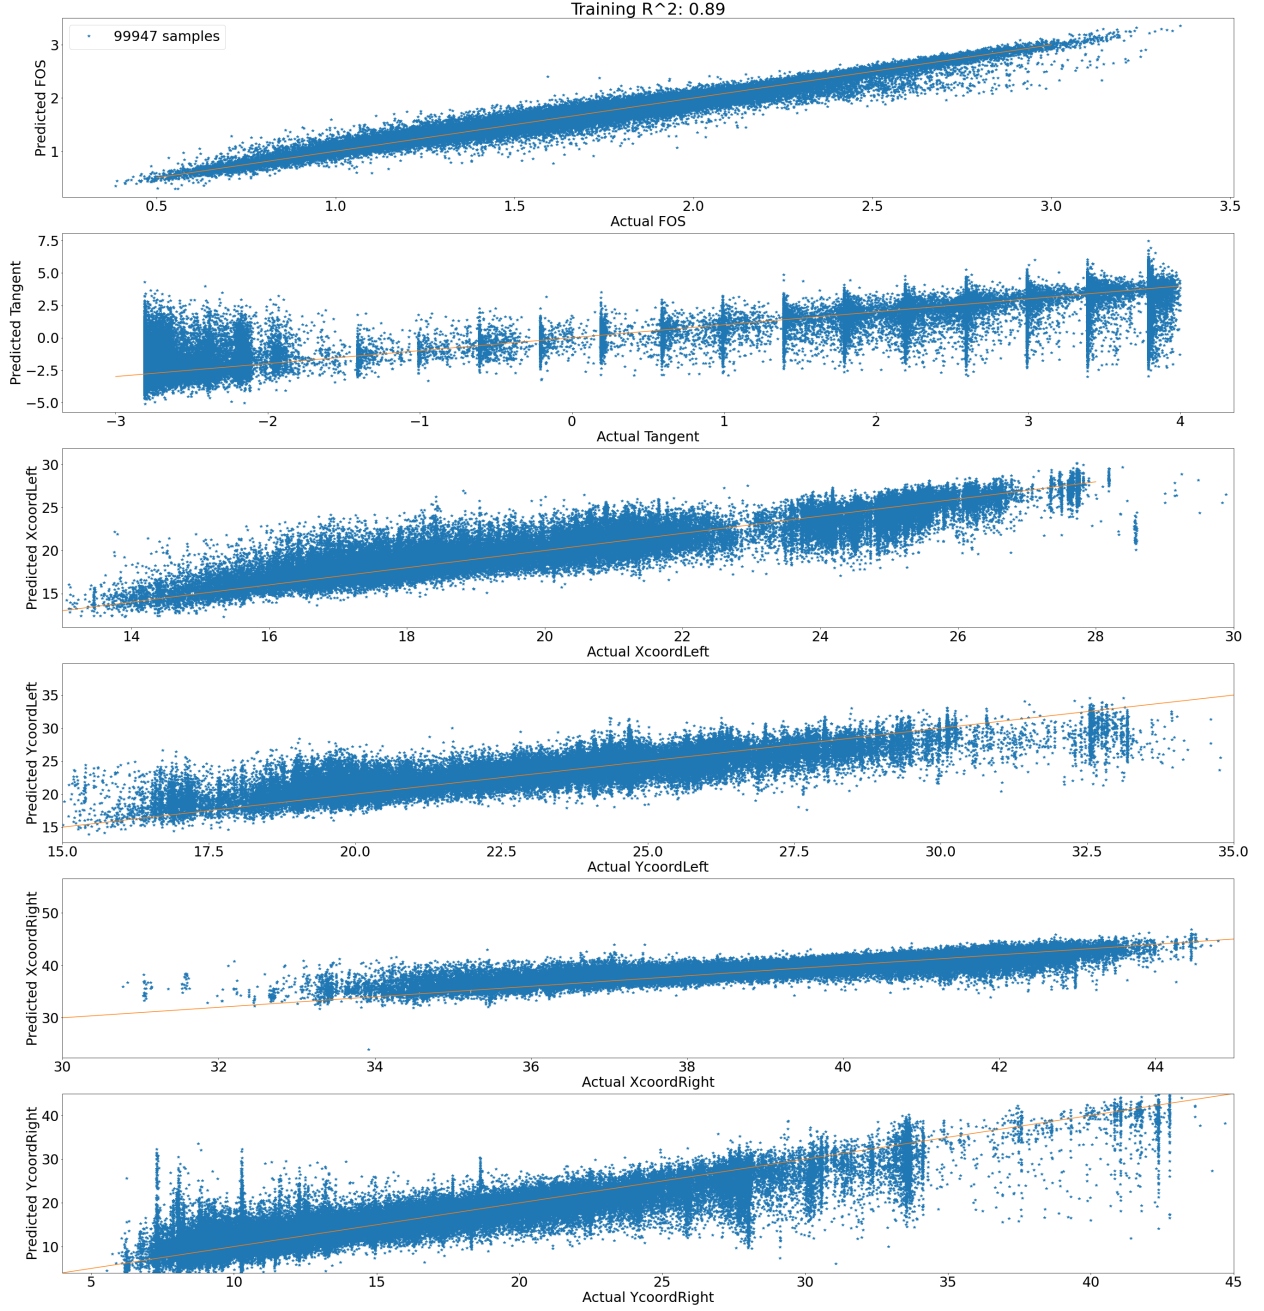 Training R^2: 0.89
99947 samples
Predicted FOS
3
2
1
0.5 1.0 1.5 2.0 2.5 3.0 3.5
Actual FOS
Predicted Tangent
7.5
5.0
2.5
0.0
−2.5
−5.0
−3 −2 −1 0 1 2 3 4
Actual Tangent
Predicted XcoordLeft
30
25
20
15
14 16 18 20 22 24 26 28 30
Actual XcoordLeft
Predicted YcoordLeft
35
30
25
20
15
15.0 17.5 20.0 22.5 25.0 27.5 30.0 32.5 35.0
Actual YcoordLeft
Predicted XcoordRight
50
40
30
30 32 34 36 38 40 42 44
Actual XcoordRight
Predicted YcoordRight
40
30
20
10
5 10 15 20 25 30 35 40 45
Actual YcoordRight